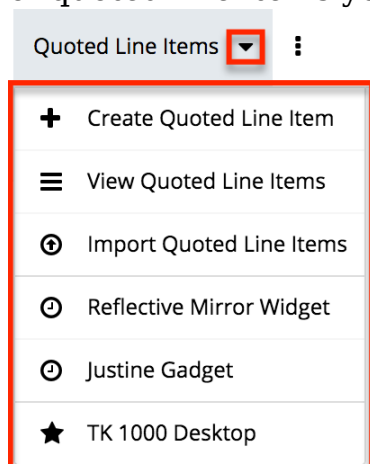 Quoted Line Items
Create Quoted Line Item
View Quoted Line Items
Import Quoted Line Items
Reflective Mirror Widget
Justine Gadget
TK 1000 Desktop